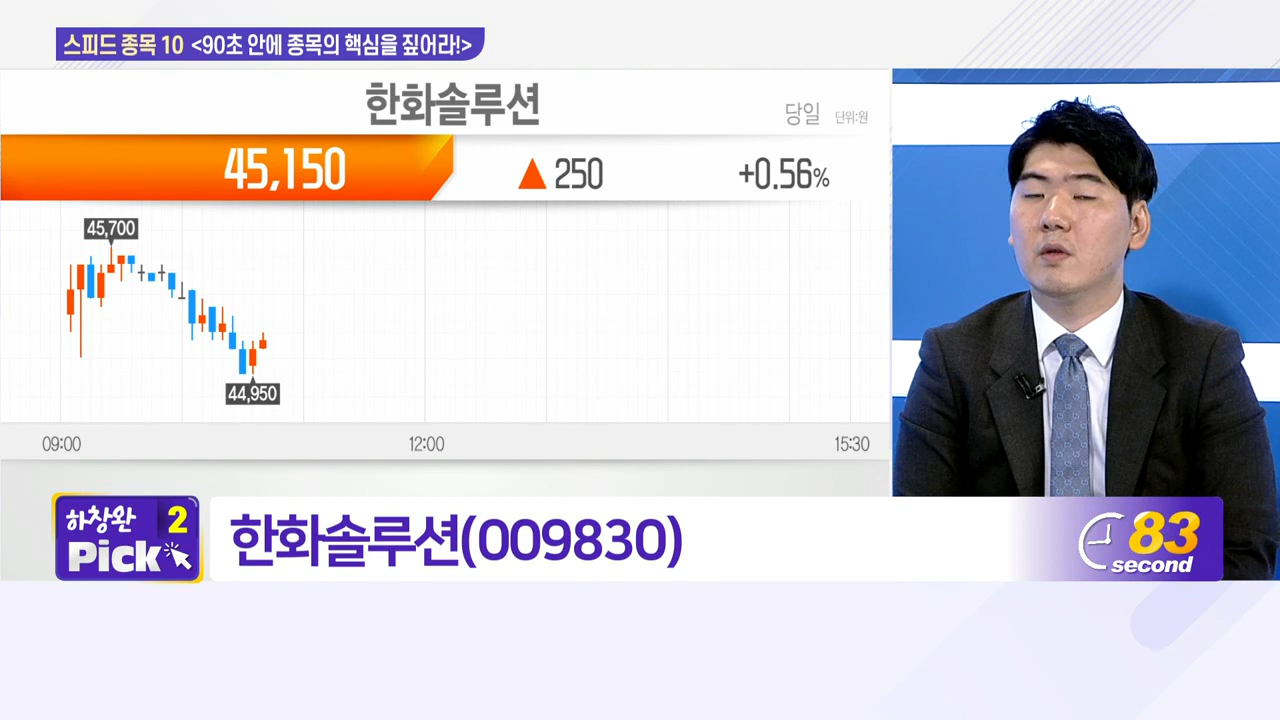 스피드 종목 10 <90초 안에 종목의 핵심을 짚어라!>
한화솔루션
당일 단위:원
45,150 ▲ 250 +0.56%
45,700
44,950
09:00 12:00 15:30
하창완 2
Pick
한화솔루션(009830)
83
second